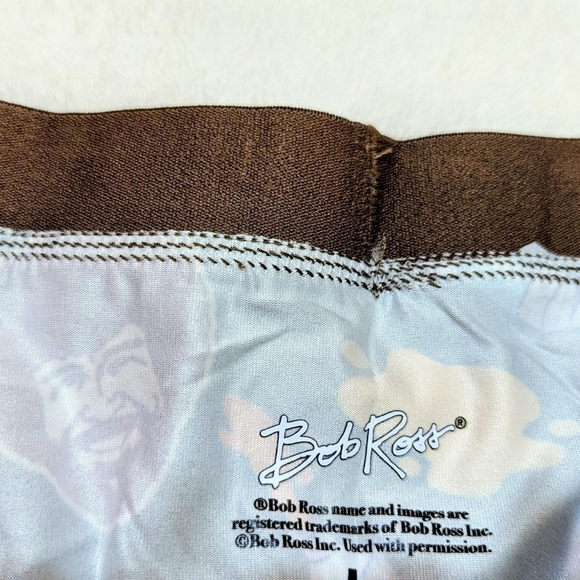 Bob Ross®
®Bob Ross name and images are
registered trademarks of Bob Ross Inc.
©Bob Ross Inc. Used with permission.